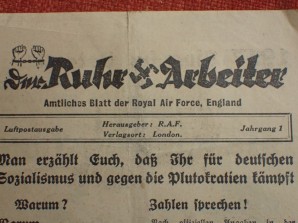 Der Ruhr Arbeiter
Amtliches Blatt der Royal Air Force, England
Luftpostausgabe
Herausgeber: R.A.F.
Verlagsort: London.
Jahrgang 1
Man erzählt Euch, daß Ihr für deutschen
Sozialismus und gegen die Plutokratien kämpft
Warum?
Zahlen sprechen!